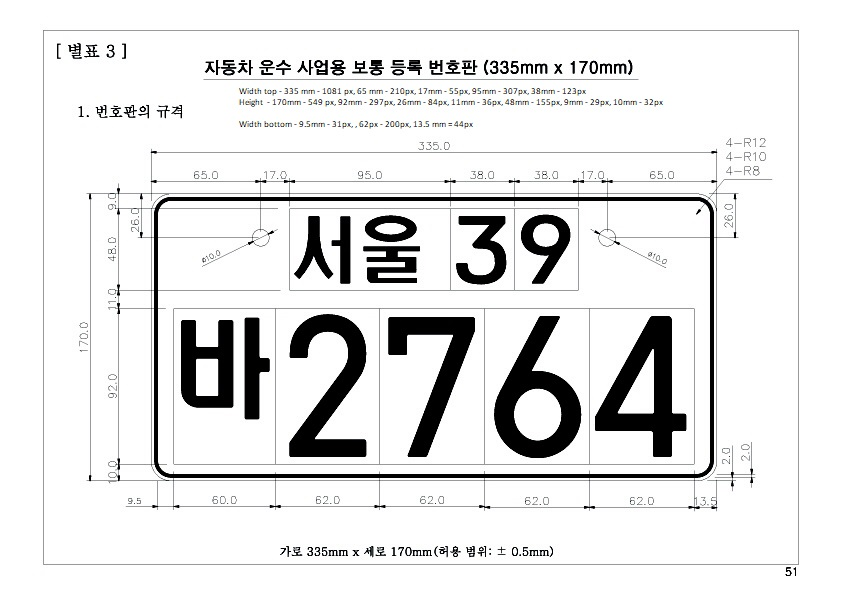 [ 별표 3 ]
자동차 운수 사업용 보통 등록 번호판 (335mm x 170mm)
Width top - 335 mm - 1081 px, 65 mm - 210px, 17mm - 55px, 95mm - 307px, 38mm - 123px
Height - 170mm - 549 px, 92mm - 297px, 26mm - 84px, 11mm - 36px, 48mm - 155px, 9mm - 29px, 10mm - 32px
1. 번호판의 규격
Width bottom - 9.5mm - 31px, , 62px - 200px, 13.5 mm = 44px
335.0
4-R12
4-R10
4-R8
65.0 17.0 95.0 38.0 38.0 17.0 65.0
9.0
26.0
26.0
48.0
ø10.0
서울 39
ø10.0
11.0
170.0
92.0
바2764
10.0
2.0
2.0
9.5 60.0 62.0 62.0 62.0 62.0 13.5
가로 335mm x 세로 170mm(허용 범위: ± 0.5mm)
51